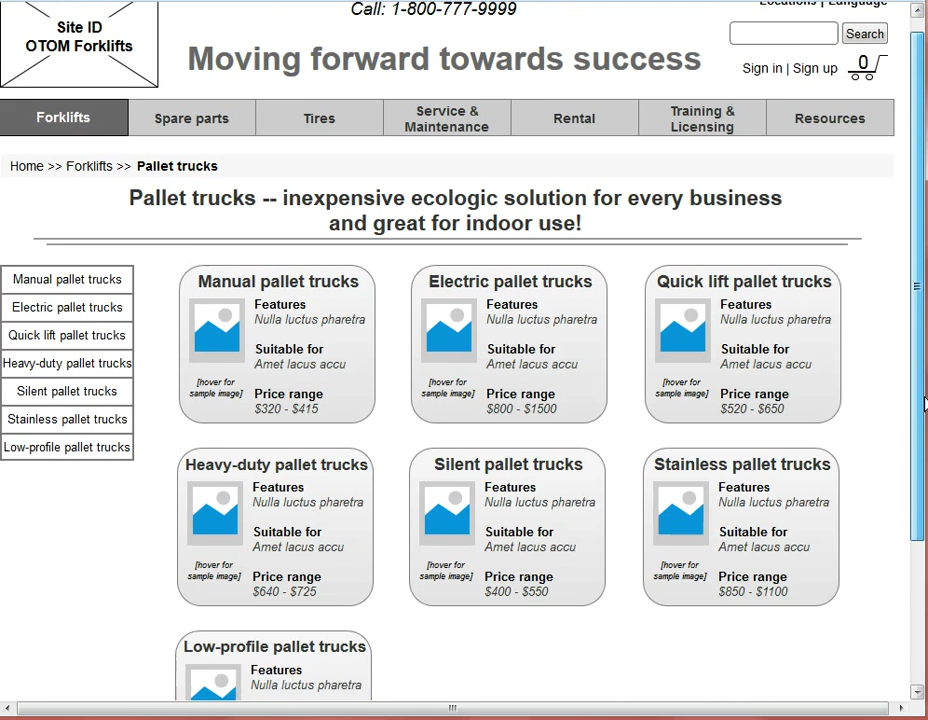 Call: 1-800-777-9999
Locations | Language
Site ID
OTOM Forklifts
Search
Moving forward towards success
Sign in | Sign up
0
Forklifts
Spare parts
Tires
Service &
Maintenance
Rental
Training &
Licensing
Resources
Home >> Forklifts >> Pallet trucks
Pallet trucks -- inexpensive ecologic solution for every business
and great for indoor use!
Manual pallet trucks
Electric pallet trucks
Quick lift pallet trucks
Heavy-duty pallet trucks
Silent pallet trucks
Stainless pallet trucks
Low-profile pallet trucks
Manual pallet trucks
Features
Nulla luctus pharetra
Suitable for
Amet lacus accu
[hover for
sample image]
Price range
$320 - $415
Electric pallet trucks
Features
Nulla luctus pharetra
Suitable for
Amet lacus accu
[hover for
sample image]
Price range
$800 - $1500
Quick lift pallet trucks
Features
Nulla luctus pharetra
Suitable for
Amet lacus accu
[hover for
sample image]
Price range
$520 - $650
Heavy-duty pallet trucks
Features
Nulla luctus pharetra
Suitable for
Amet lacus accu
[hover for
sample image]
Price range
$640 - $725
Silent pallet trucks
Features
Nulla luctus pharetra
Suitable for
Amet lacus accu
[hover for
sample image]
Price range
$400 - $550
Stainless pallet trucks
Features
Nulla luctus pharetra
Suitable for
Amet lacus accu
[hover for
sample image]
Price range
$850 - $1100
Low-profile pallet trucks
Features
Nulla luctus pharetra